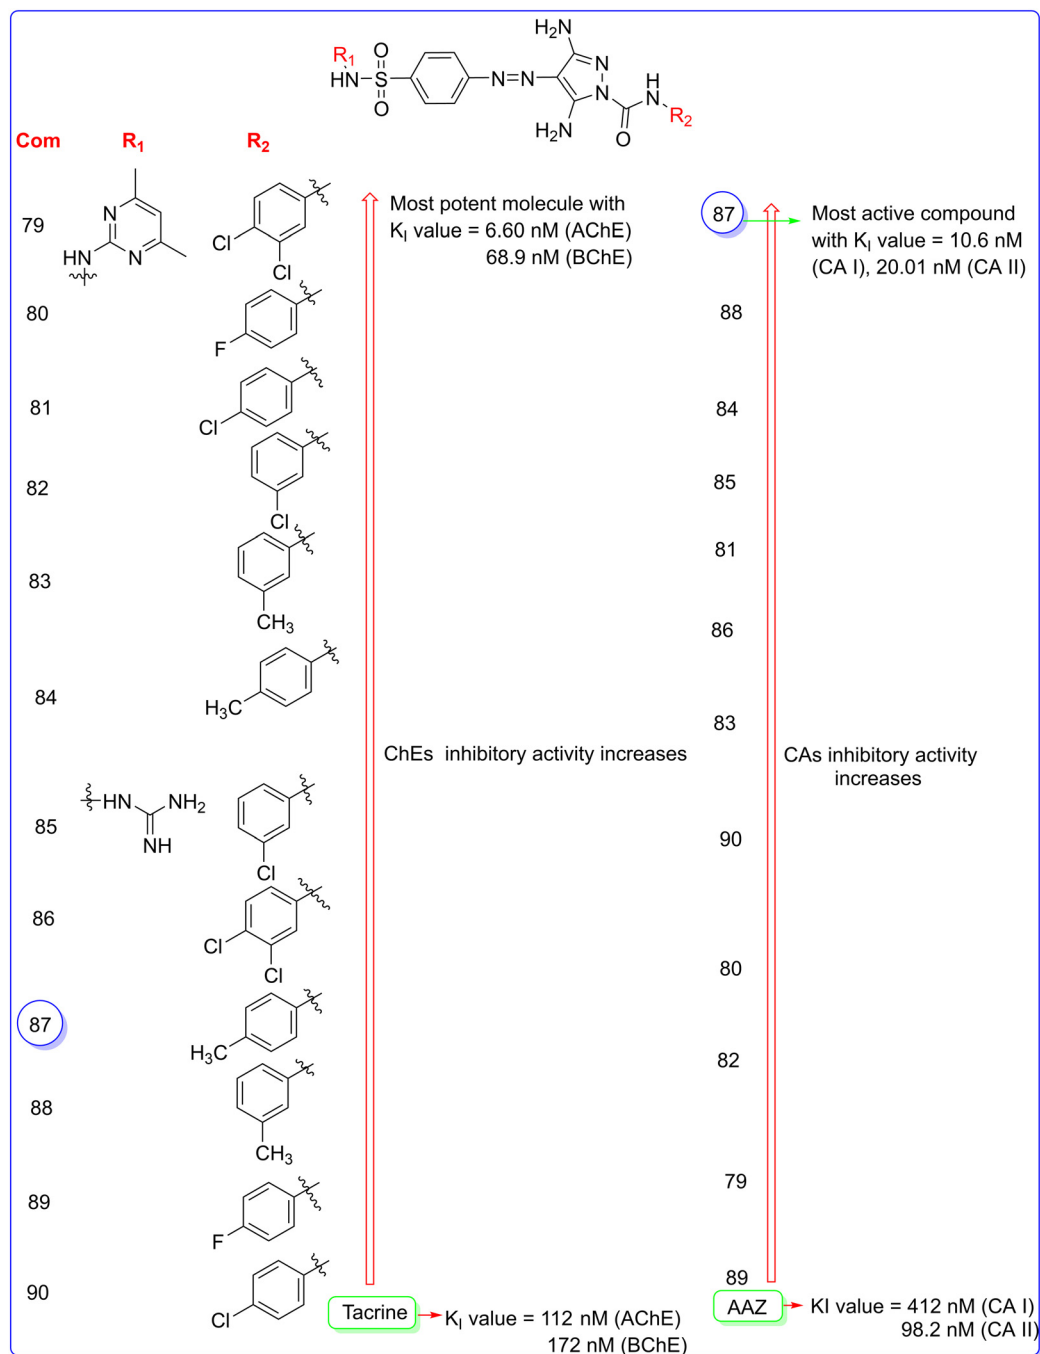 H₂N
R₁
HN
S
O
O
N=N
N
N
H₂N
O
H
N
R₂
Com R₁ R₂
79
N
N
HN
Cl
Cl
80
F
81
Cl
82
Cl
83
CH₃
84
H₃C
85
HN
NH₂
NH
Cl
86
Cl
Cl
87
H₃C
88
CH₃
89
F
90
Cl
Most potent molecule with
K_I value = 6.60 nM (AChE)
68.9 nM (BChE)
ChEs inhibitory activity increases
Tacrine
K_I value = 112 nM (AChE)
172 nM (BChE)
87
88
84
85
81
86
83
90
80
82
79
89
Most active compound
with K_I value = 10.6 nM
(CA I), 20.01 nM (CA II)
CAs inhibitory activity
increases
AAZ
KI value = 412 nM (CA I)
98.2 nM (CA II)